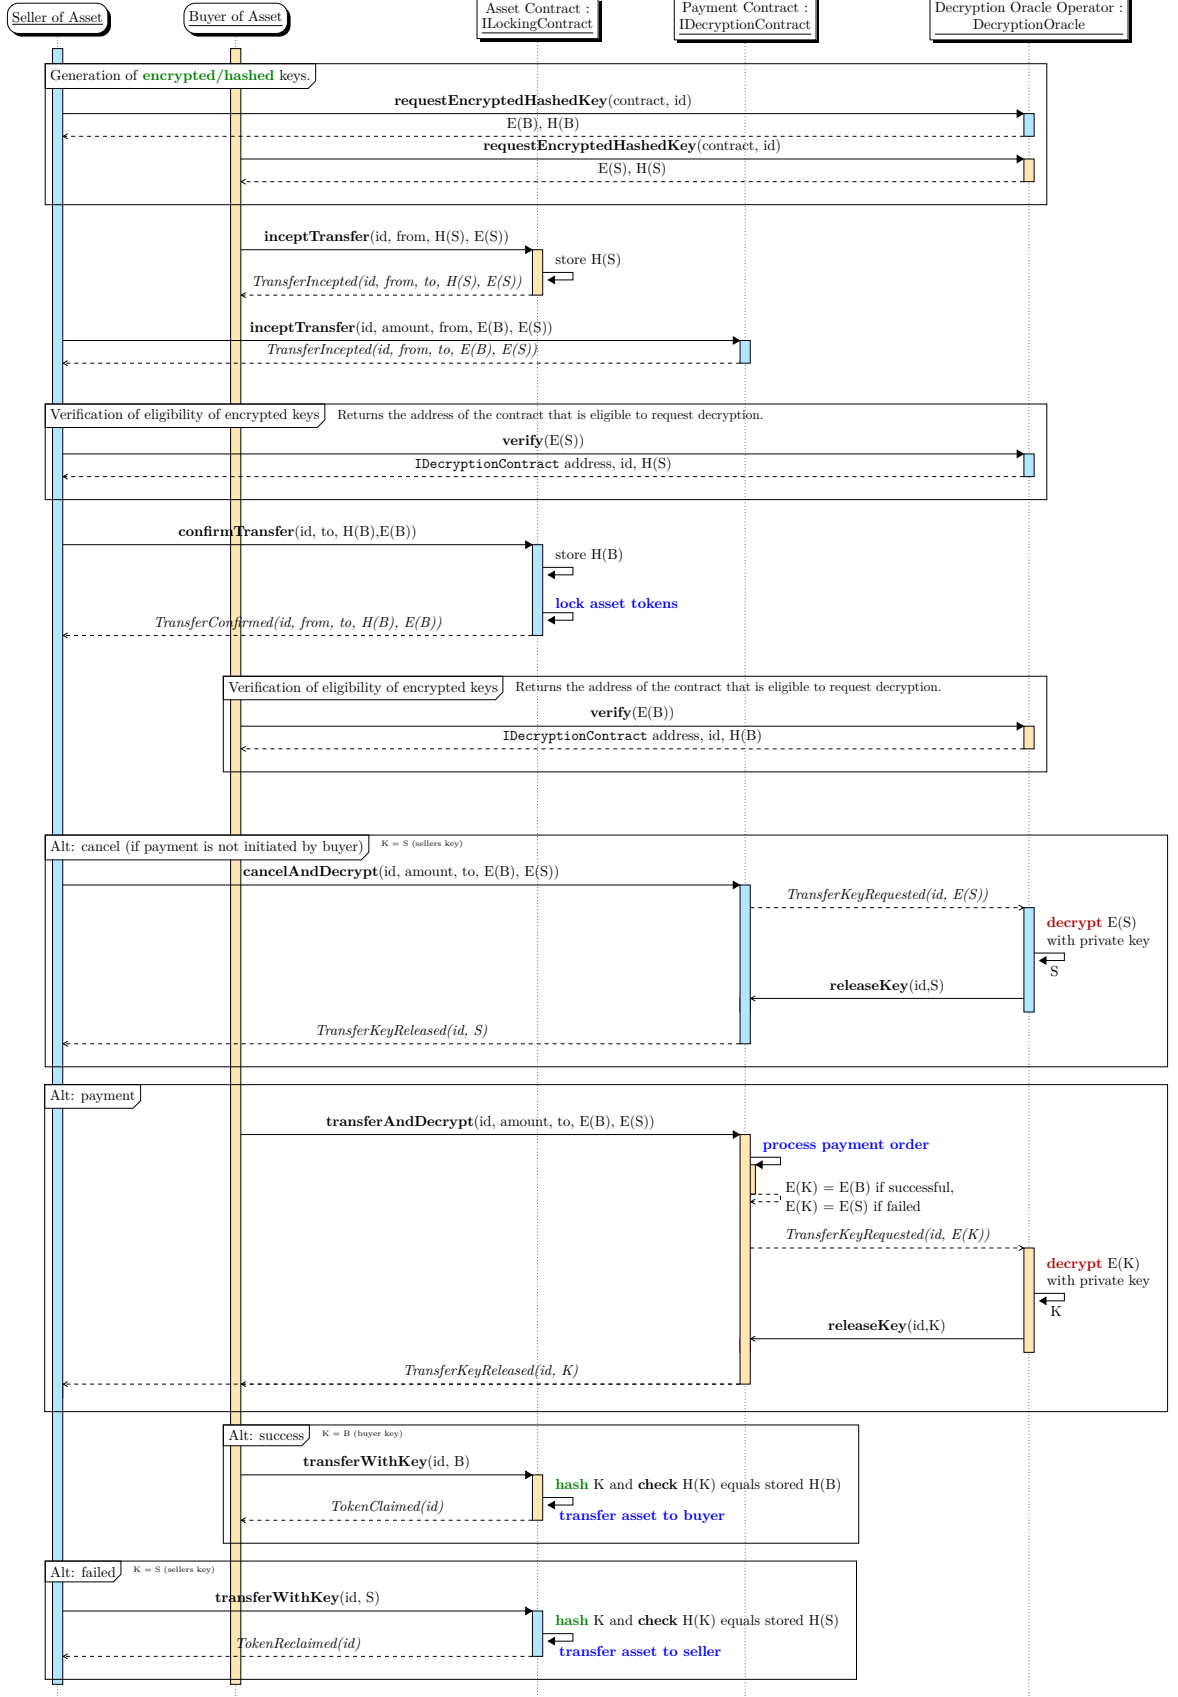 Seller of Asset
Buyer of Asset
Asset Contract :
ILockingContract
Payment Contract :
IDecryptionContract
Decryption Oracle Operator :
DecryptionOracle
Generation of encrypted/hashed keys.
requestEncryptedHashedKey(contract, id)
E(B), H(B)
requestEncryptedHashedKey(contract, id)
E(S), H(S)
inceptTransfer(id, from, H(S), E(S))
store H(S)
TransferIncepted(id, from, to, H(S), E(S))
inceptTransfer(id, amount, from, E(B), E(S))
TransferIncepted(id, from, to, E(B), E(S))
Verification of eligibility of encrypted keys
Returns the address of the contract that is eligible to request decryption.
verify(E(S))
IDecryptionContract address, id, H(S)
confirmTransfer(id, to, H(B),E(B))
store H(B)
lock asset tokens
TransferConfirmed(id, from, to, H(B), E(B))
Verification of eligibility of encrypted keys
Returns the address of the contract that is eligible to request decryption.
verify(E(B))
IDecryptionContract address, id, H(B)
Alt: cancel (if payment is not initiated by buyer)
K = S (sellers key)
cancelAndDecrypt(id, amount, to, E(B), E(S))
TransferKeyRequested(id, E(S))
decrypt E(S)
with private key
S
releaseKey(id,S)
TransferKeyReleased(id, S)
Alt: payment
transferAndDecrypt(id, amount, to, E(B), E(S))
process payment order
E(K) = E(B) if successful,
E(K) = E(S) if failed
TransferKeyRequested(id, E(K))
decrypt E(K)
with private key
K
releaseKey(id,K)
TransferKeyReleased(id, K)
Alt: success
K = B (buyer key)
transferWithKey(id, B)
hash K and check H(K) equals stored H(B)
TokenClaimed(id)
transfer asset to buyer
Alt: failed
K = S (sellers key)
transferWithKey(id, S)
hash K and check H(K) equals stored H(S)
TokenReclaimed(id)
transfer asset to seller